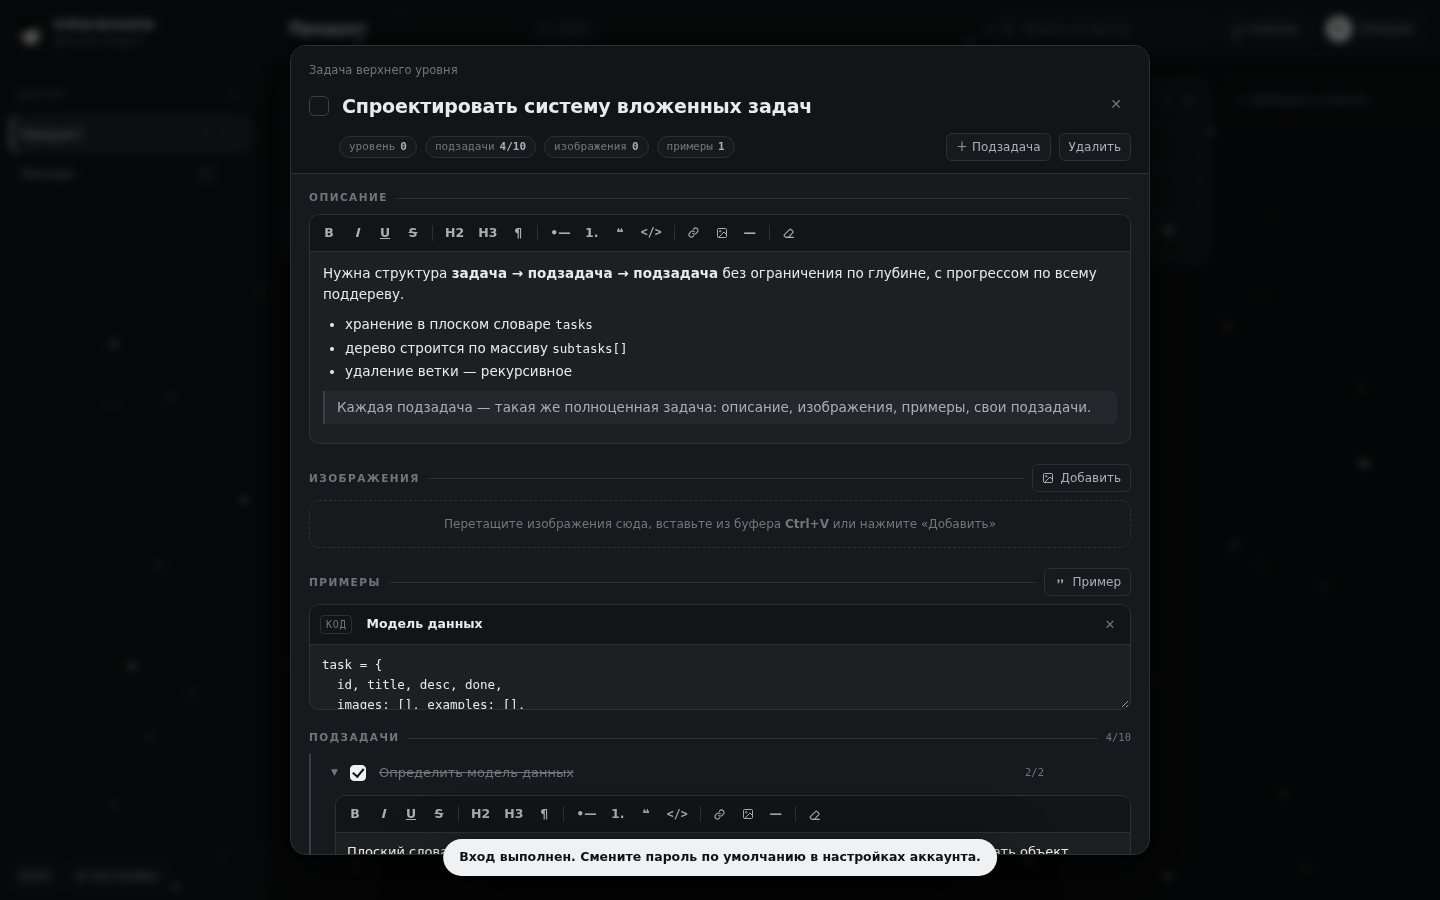 Продукт
Задача верхнего уровня
Спроектировать систему вложенных задач
×
уровень 0 подзадачи 4/10 изображения 0 примеры 1
+ Подзадача Удалить
ОПИСАНИЕ
B I U S H2 H3 ¶ •— 1. ❝ </> —
Нужна структура задача → подзадача → подзадача без ограничения по глубине, с прогрессом по всему
поддереву.
• хранение в плоском словаре tasks
• дерево строится по массиву subtasks[]
• удаление ветки — рекурсивное
Каждая подзадача — такая же полноценная задача: описание, изображения, примеры, свои подзадачи.
ИЗОБРАЖЕНИЯ
Добавить
Перетащите изображения сюда, вставьте из буфера Ctrl+V или нажмите «Добавить»
ПРИМЕРЫ
Пример
КОД Модель данных ×
task = {
id, title, desc, done,
images: [], examples: [],
ПОДЗАДАЧИ 4/10
▼ Определить модель данных 2/2
B I U S H2 H3 ¶ •— 1. ❝ </> —
Плоский
объект
Вход выполнен. Смените пароль по умолчанию в настройках аккаунта.